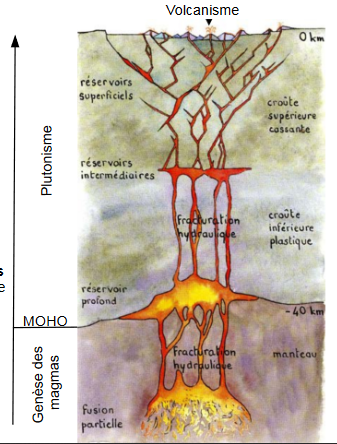 Volcanisme
0 km
réservoirs
superficiels
croûte
supérieure
cassante
Plutonisme
réservoirs
intermédiaires
fracturation
hydraulique
croûte
inférieure
plastique
réservoir
profond
-40 km
MOHO
Genèse des
magmas
fracturation
hydraulique
manteau
fusion
partielle